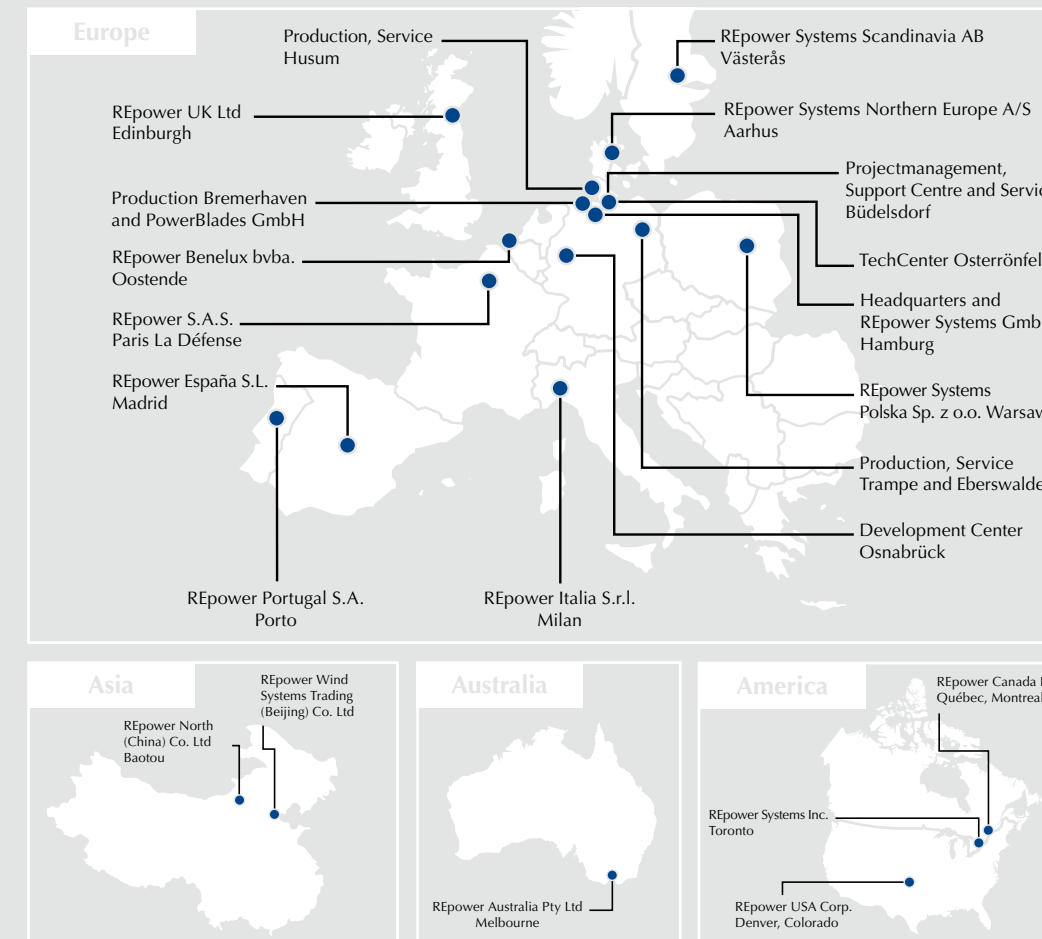 Europe
Production, Service
Husum
REpower Systems Scandinavia AB
Västerås
REpower UK Ltd
Edinburgh
REpower Systems Northern Europe A/S
Aarhus
Production Bremerhaven
and PowerBlades GmbH
Projectmanagement,
Support Centre and
Büdelsdorf
REpower Benelux bvba.
Oostende
TechCenter
REpower S.A.S.
Paris La Défense
Headquarters and
REpower Systems
Hamburg
REpower España S.L.
Madrid
REpower Systems
Polska Sp. z o.o.
Production, Service
Trampe and Eberswalde
Development Center
Osnabrück
REpower Portugal S.A.
Porto
REpower Italia S.r.l.
Milan
Asia
REpower Wind
Systems Trading
(Beijing) Co. Ltd
REpower North
(China) Co. Ltd
Baotou
Australia
REpower Australia Pty Ltd
Melbourne
America
REpower Canada
Québec, Montreal
REpower Systems Inc.
Toronto
REpower USA Corp.
Denver, Colorado